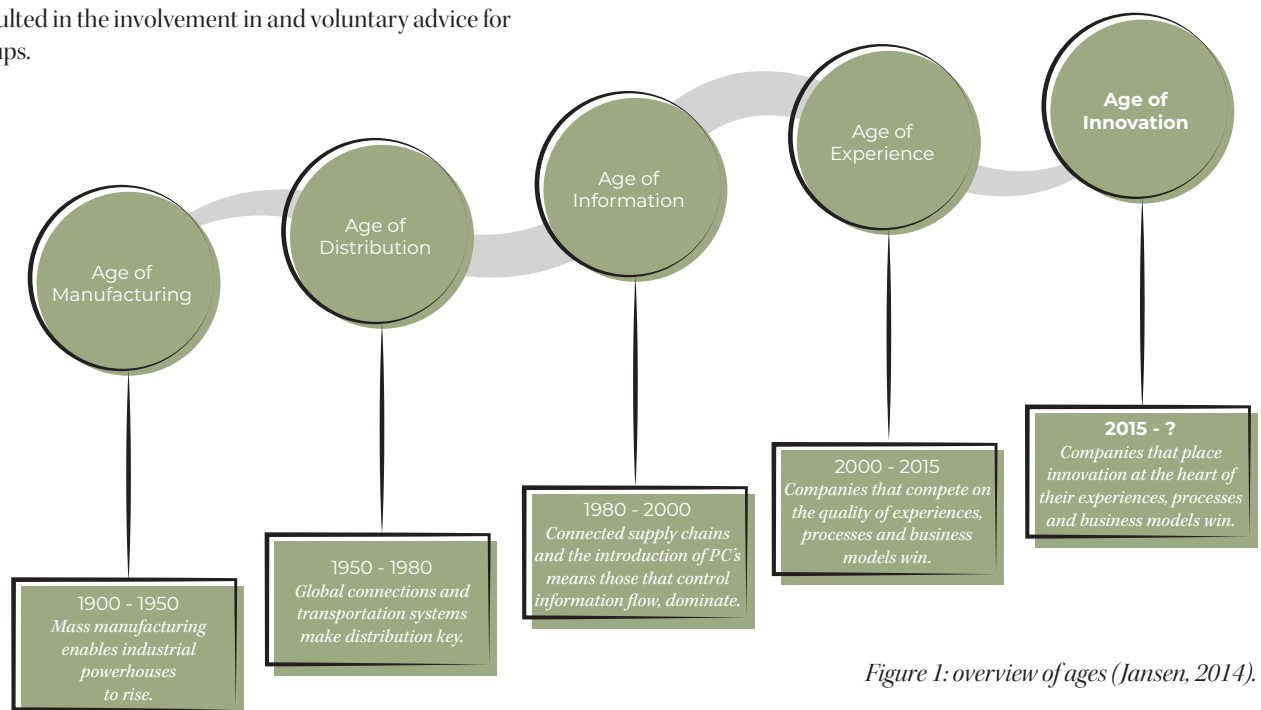 ulted in the involvement in and voluntary advice for
ups.
Age of
Manufacturing
1900 - 1950
Mass manufacturing
enables industrial
powerhouses
to rise.
Age of
Distribution
1950 - 1980
Global connections and
transportation systems
make distribution key.
Age of
Information
1980 - 2000
Connected supply chains
and the introduction of PC's
means those that control
information flow, dominate.
Age of
Experience
2000 - 2015
Companies that compete on
the quality of experiences,
processes and business
models win.
Age of
Innovation
2015 - ?
Companies that place
innovation at the heart of
their experiences, processes
and business models win.
Figure 1: overview of ages (Jansen, 2014).